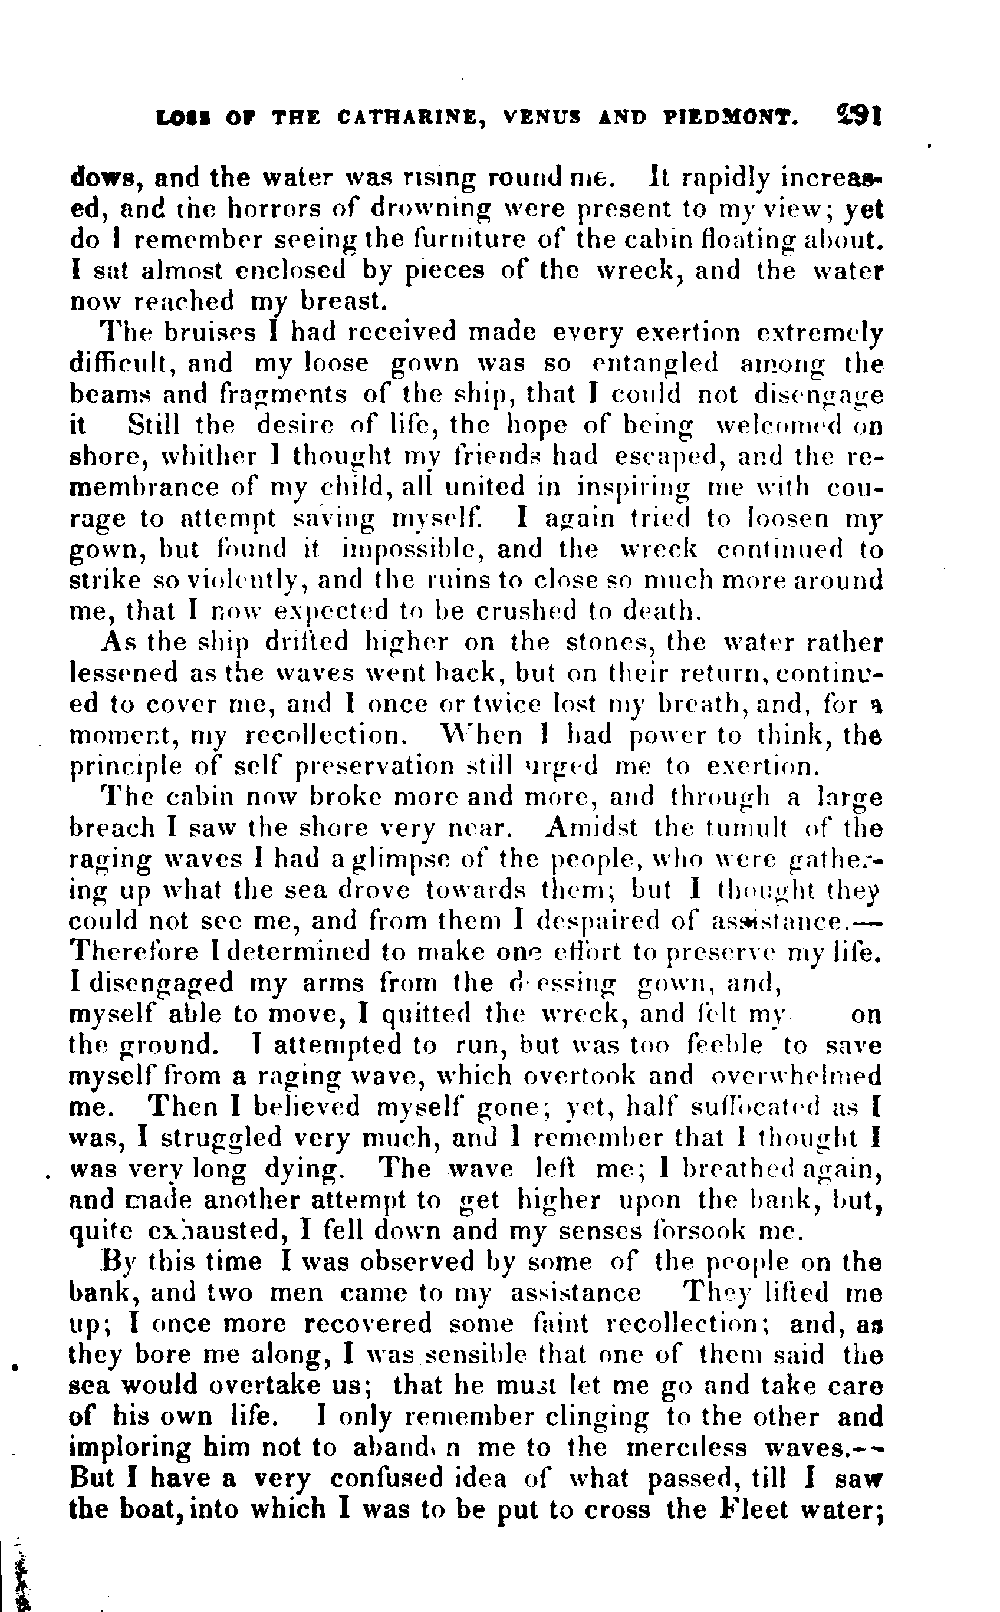 LOSS OF THE CATHARINE, VENUS AND PIEDMONT. 291
dows, and the water was rising round me. It rapidly increas-
ed, and the horrors of drowning were present to my view; yet
do I remember seeing the furniture of the cabin floating about.
I sat almost enclosed by pieces of the wreck, and the water
now reached my breast.
The bruises I had received made every exertion extremely
difficult, and my loose gown was so entangled among the
beams and fragments of the ship, that I could not disengage
it Still the desire of life, the hope of being welcomed on
shore, whither I thought my friends had escaped, and the re-
membrance of my child, all united in inspiring me with cou-
rage to attempt saving myself. I again tried to loosen my
gown, but found it impossible, and the wreck continued to
strike so violently, and the ruins to close so much more around
me, that I now expected to be crushed to death.
As the ship drifted higher on the stones, the water rather
lessened as the waves went back, but on their return, continu-
ed to cover me, and I once or twice lost my breath, and, for a
moment, my recollection. When I had power to think, the
principle of self preservation still urged me to exertion.
The cabin now broke more and more, and through a large
breach I saw the shore very near. Amidst the tumult of the
raging waves I had a glimpse of the people, who were gather-
ing up what the sea drove towards them; but I thought they
could not see me, and from them I despaired of assistance.—
Therefore I determined to make one effort to preserve my life.
I disengaged my arms from the dressing gown, and,
myself able to move, I quitted the wreck, and felt my on
the ground. I attempted to run, but was too feeble to save
myself from a raging wave, which overtook and overwhelmed
me. Then I believed myself gone; yet, half suffocated as I
was, I struggled very much, and I remember that I thought I
was very long dying. The wave left me; I breathed again,
and made another attempt to get higher upon the bank, but,
quite exhausted, I fell down and my senses forsook me.
By this time I was observed by some of the people on the
bank, and two men came to my assistance They lifted me
up; I once more recovered some faint recollection; and, as
they bore me along, I was sensible that one of them said the
sea would overtake us; that he must let me go and take care
of his own life. I only remember clinging to the other and
imploring him not to abandon me to the merciless waves.--
But I have a very confused idea of what passed, till I saw
the boat, into which I was to be put to cross the Fleet water;